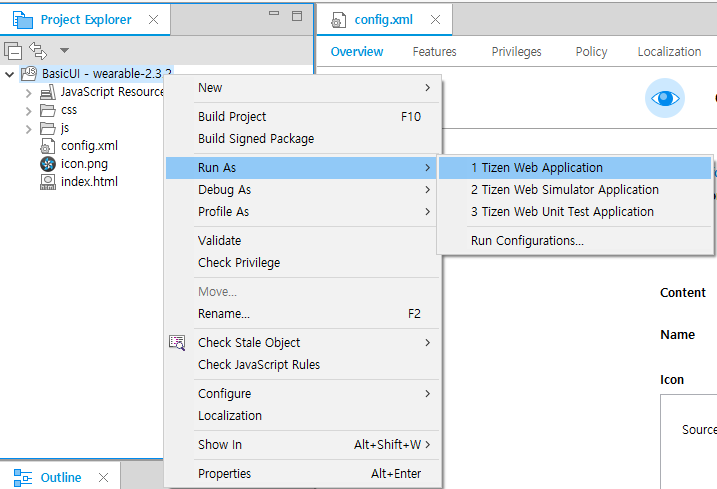 Project Explorer
config.xml
Overview
Features
Privileges
Policy
Localization
BasicUI - wearable-2.3.2
JavaScript Resource
css
js
config.xml
icon.png
index.html
New
Build Project F10
Build Signed Package
Run As
Debug As
Profile As
Validate
Check Privilege
Move...
Rename... F2
Check Stale Object
Check JavaScript Rules
Configure
Localization
Show In Alt+Shift+W
Properties Alt+Enter
1 Tizen Web Application
2 Tizen Web Simulator Application
3 Tizen Web Unit Test Application
Run Configurations...
Content
Name
Icon
Source
Outline